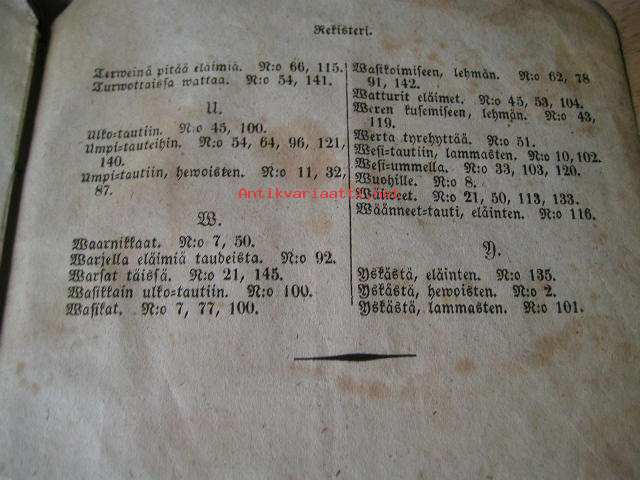 Rekisteri.
Terweinä pitää eläimiä. N:o 66, 115.
Turwottaissa wattaa. N:o 54, 141.
U.
Ulko-tautiin. N:o 45, 100.
Umpi-tauteihin. N:o 54, 64, 96, 121,
140.
Umpi-tautiin, hewoisten. N:o 11, 32,
87.
W.
Waarnikkaat. N:o 7, 50.
Warjella eläimiä taudeista. N:o 92.
Warsat täissä. N:o 21, 145.
Wasikkain ulko-tautiin. N:o 100.
Wasikat. N:o 7, 77, 100.
Wasikoimiseen, lehmän. N:o 62, 78
91, 142.
Watturit eläimet. N:o 45, 53, 104.
Weren kusemiseen, lehmän. N:o 43,
119.
Werta tyrehyttää. N:o 51.
Wesi-tautiin, lammasten. N:o 10, 102.
Wesi-ummella. N:o 33, 103, 120.
Wuohille. N:o 8.
N:o 21, 50, 113, 133.
Wäänneet-tauti, eläinten. N:o 116.
Y.
Yskästä, eläinten. N:o 135.
Yskästä, hewoisten. N:o 2.
Yskästä, lammasten. N:o 101.
Antikvariaatti.net